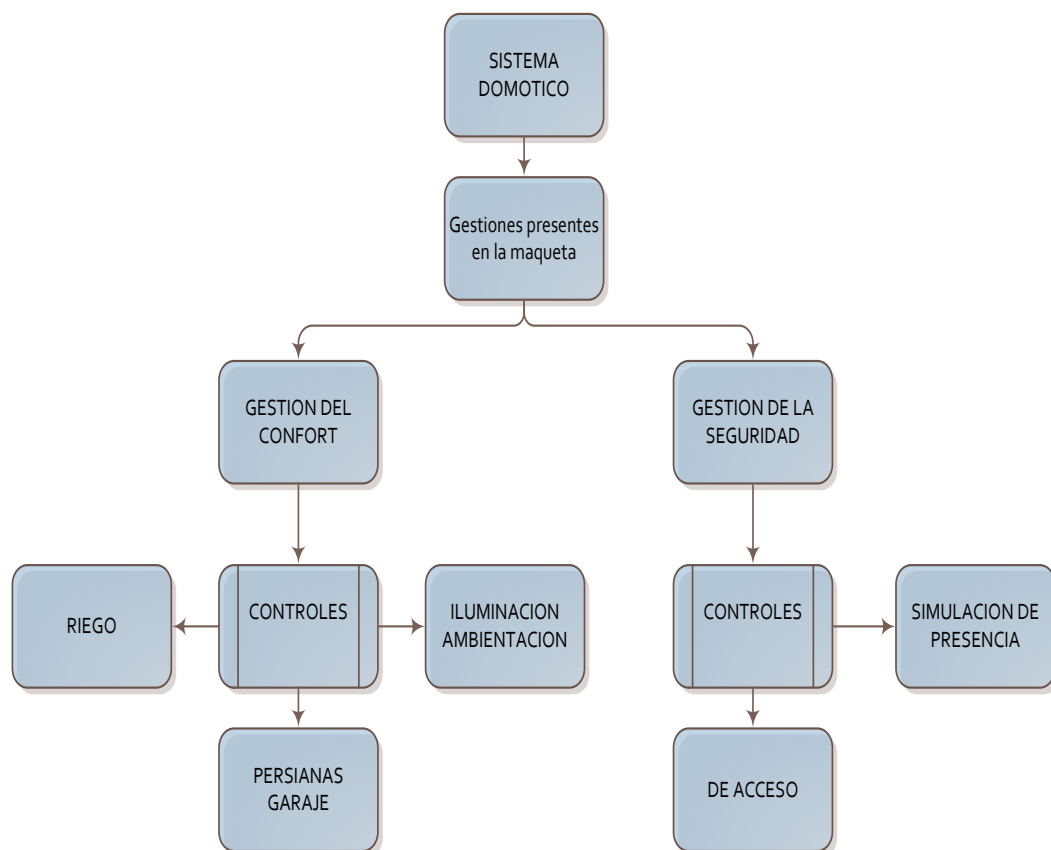 SISTEMA
DOMOTICO
Gestiones presentes
en la maqueta
GESTION DEL
CONFORT
GESTION DE LA
SEGURIDAD
RIEGO
CONTROLES
ILUMINACION
AMBIENTACION
CONTROLES
SIMULACION DE
PRESENCIA
PERSIANAS
GARAJE
DE ACCESO